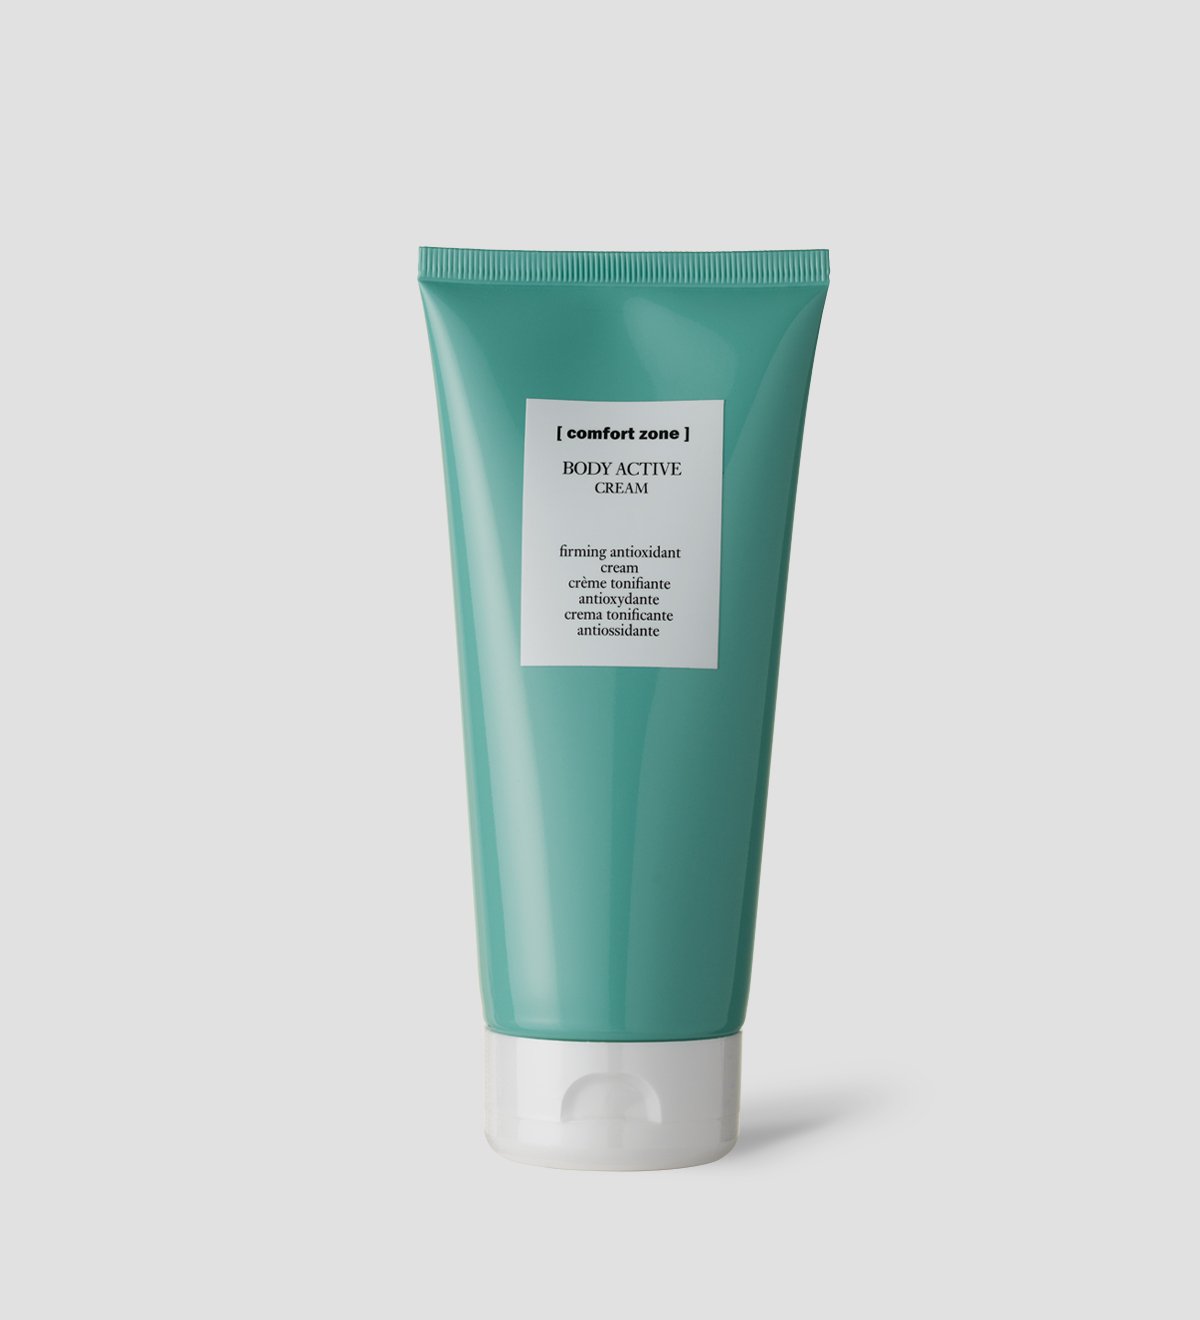 [ comfort zone ]
BODY ACTIVE
CREAM
firming antioxidant
cream
crème tonifiante
antioxydante
crema tonificante
antiossidante